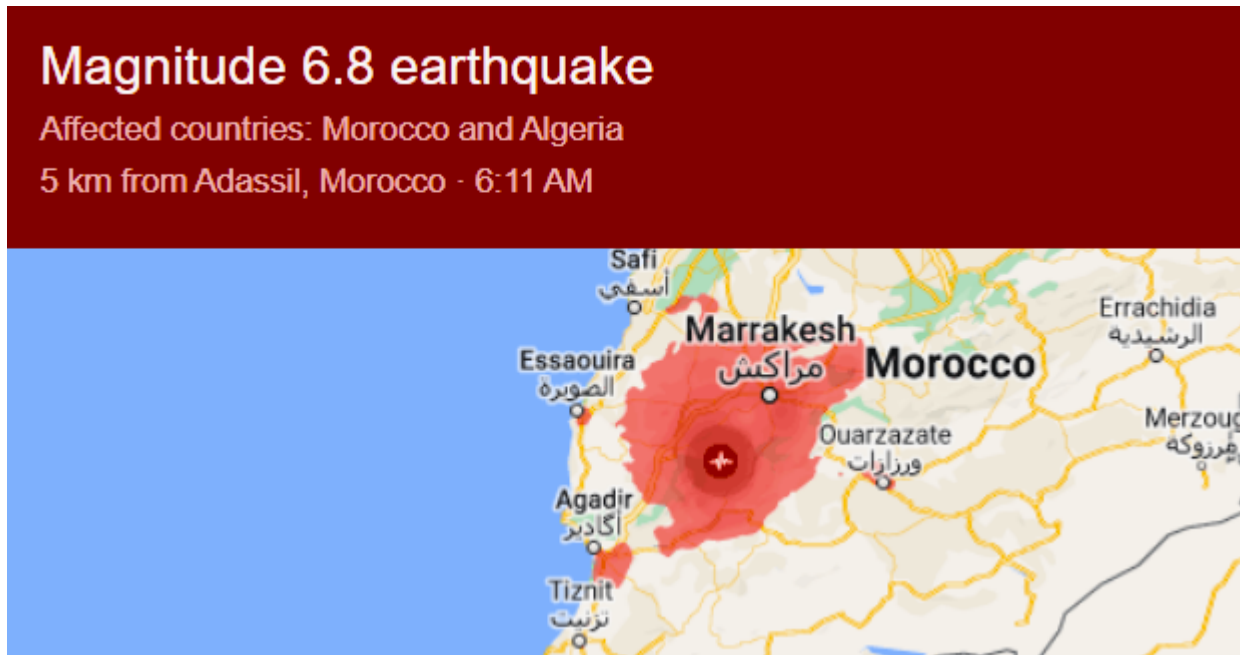 Magnitude 6.8 earthquake
Affected countries: Morocco and Algeria
5 km from Adassil, Morocco · 6:11 AM
Safi
أسفي
Errachidia
الرشيدية
Marrakesh
مراكش
Morocco
Essaouira
الصويرة
Merzoug
مرزوكة
Ouarzazate
ورزازات
Agadir
أكادير
Tiznit
تزنيت